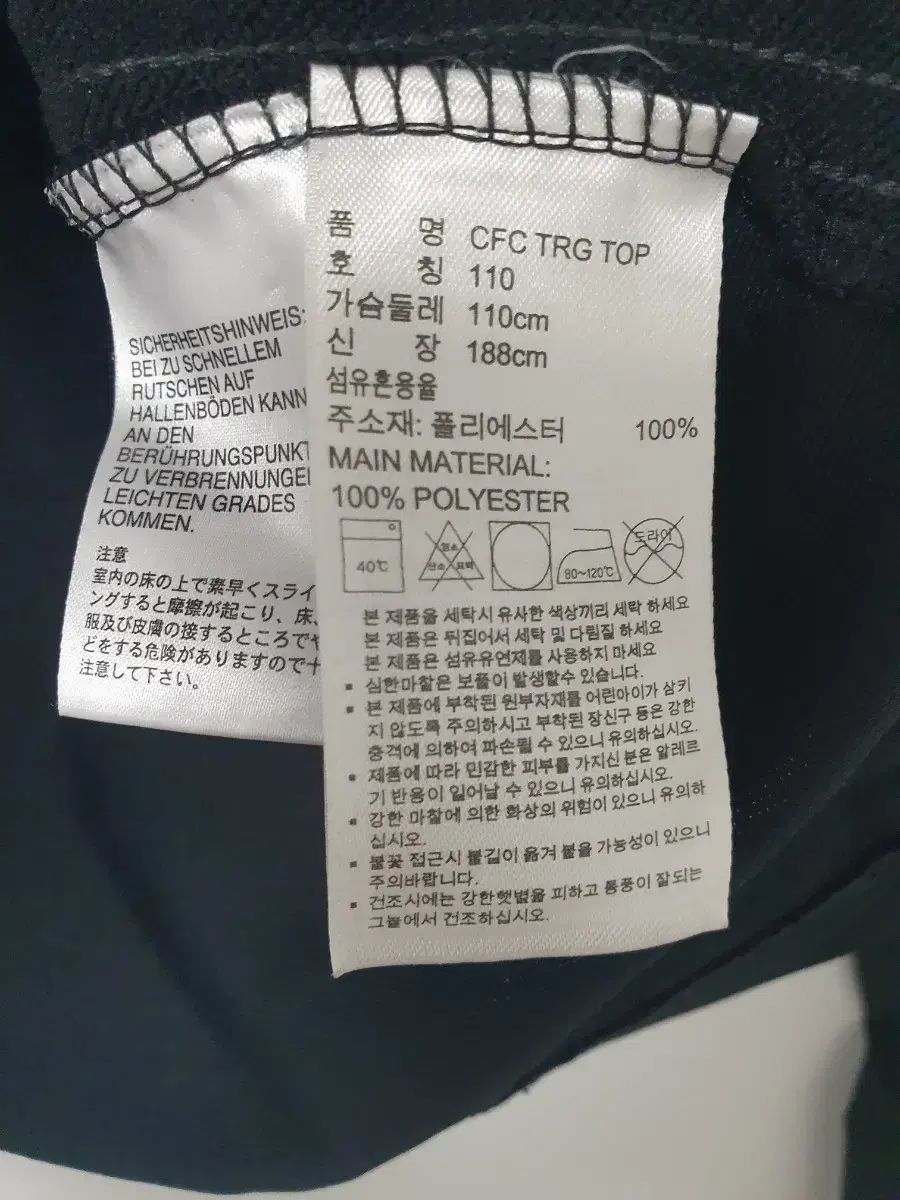 SICHERHEITSHINWEIS:
BEI ZU SCHNELLEM
RUTSCHEN AUF
HALLENBÖDEN KANN
AN DEN
BERÜHRUNGSPUNKT
ZU VERBRENNUNGE
LEICHTEN GRADES
KOMMEN.
注意
室内の床の上で素早くスライ
ングすると摩擦が起こり、床、
服及び皮膚の接するところでや
どをする危険がありますので十
注意して下さい。
품 명 CFC TRG TOP
호 칭 110
가슴둘레 110cm
신 장 188cm
섬유혼용율
주소재: 폴리에스터 100%
MAIN MATERIAL:
100% POLYESTER
40℃
염소
산소 표백
80~120℃
드라이
본 제품을 세탁시 유사한 색상끼리 세탁 하세요
본 제품은 뒤집어서 세탁 및 다림질 하세요
본 제품은 섬유유연제를 사용하지 마세요
▪ 심한마찰은 보풀이 발생할수 있습니다.
▪ 본 제품에 부착된 원부자재를 어린아이가 삼키
지 않도록 주의하시고 부착된 장신구 등은 강한
충격에 의하여 파손될 수 있으니 유의하십시오.
▪ 제품에 따라 민감한 피부를 가지신 분은 알레르
기 반응이 일어날 수 있으니 유의하십시오.
▪ 강한 마찰에 의한 화상의 위험이 있으니 유의하
십시오.
▪ 불꽃 접근시 불길이 옮겨 붙을 가능성이 있으니
주의바랍니다.
▪ 건조시에는 강한햇볕을 피하고 통풍이 잘되는
그늘에서 건조하십시오.